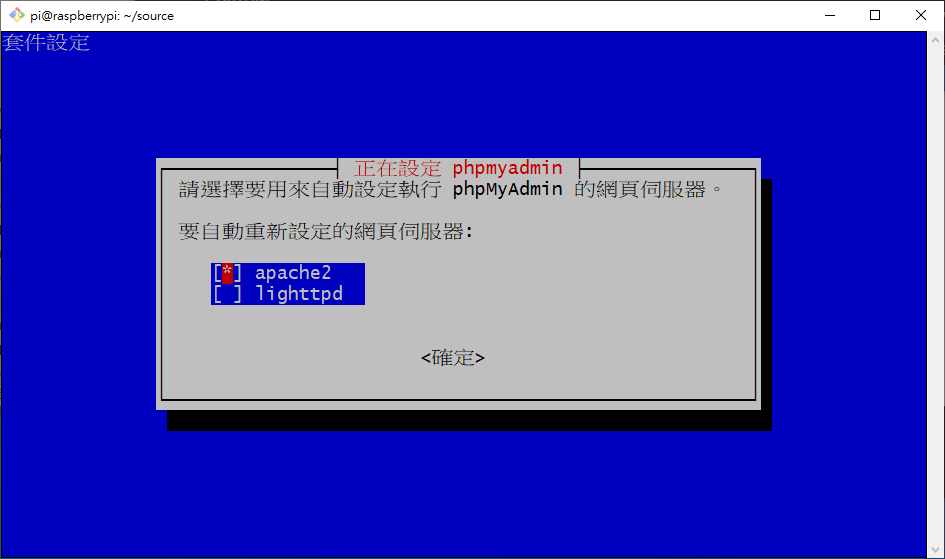 pi@raspberrypi: ~/source
套件設定
正在設定 phpmyadmin
請選擇要用來自動設定執行 phpMyAdmin 的網頁伺服器。
要自動重新設定的網頁伺服器:
[*] apache2
[ ] lighttpd
<確定>